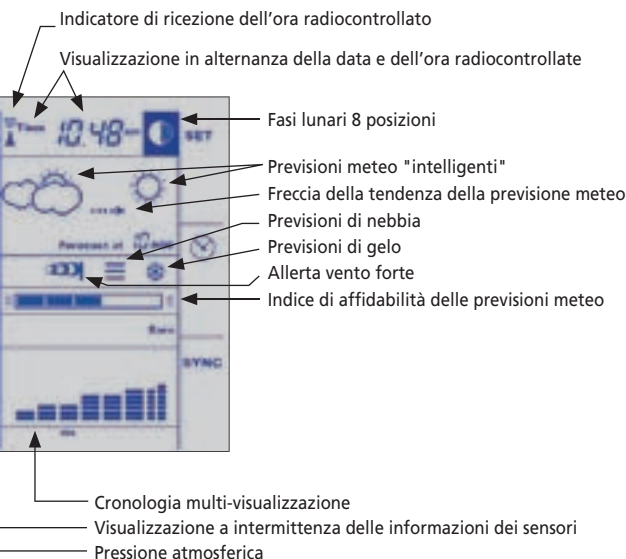 Indicatore di ricezione dell'ora radiocontrollato
Visualizzazione in alternanza della data e dell'ora radiocontrollate
Time 10.48
SET
Fasi lunari 8 posizioni
Previsioni meteo "intelligenti"
Freccia della tendenza della previsione meteo
Previsioni di nebbia
Forecast at
Previsioni di gelo
Allerta vento forte
Indice di affidabilità delle previsioni meteo
SYNC
Cronologia multi-visualizzazione
Visualizzazione a intermittenza delle informazioni dei sensori
Pressione atmosferica